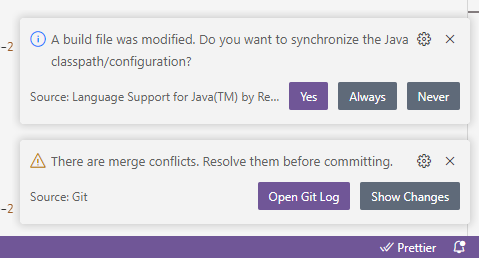 A build file was modified. Do you want to synchronize the Java
-2
classpath/configuration?
Source: Language Support for Java(TM) by Re...
Yes
Always
Never
There are merge conflicts. Resolve them before committing.
Source: Git
Open Git Log
Show Changes
-2
Prettier